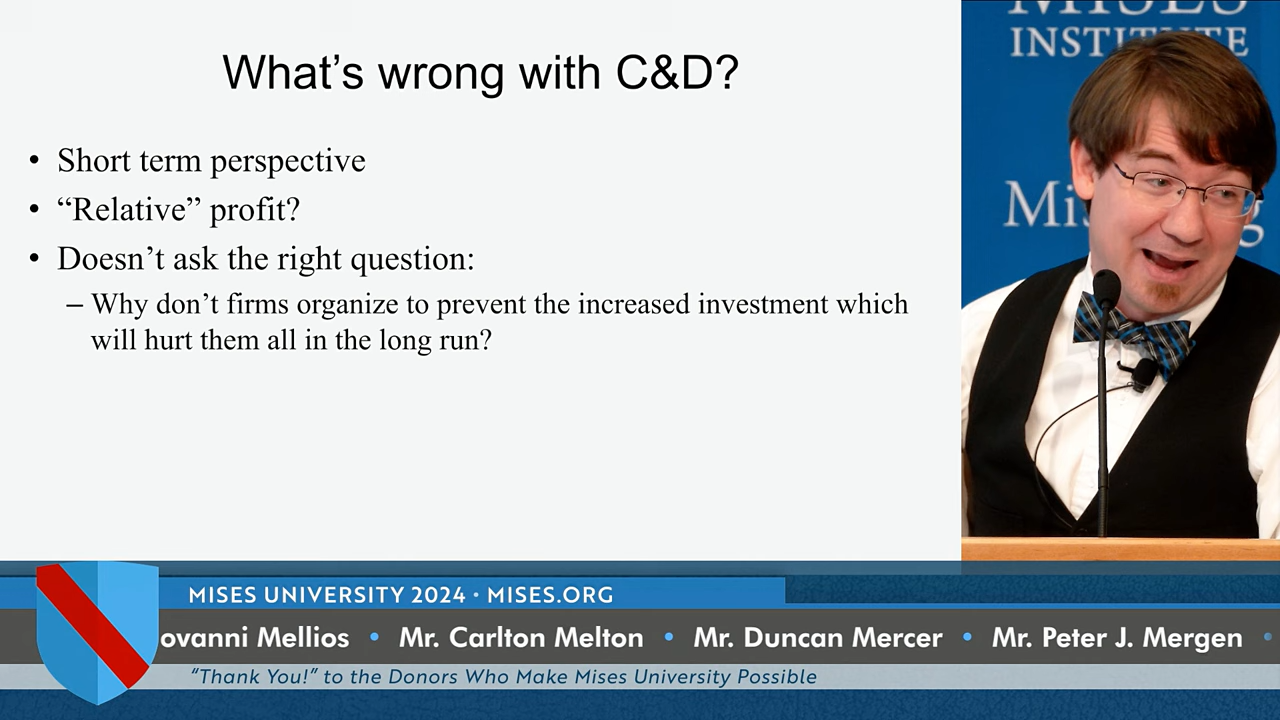 What's wrong with C&D?
• Short term perspective
• “Relative” profit?
• Doesn't ask the right question:
– Why don't firms organize to prevent the increased investment which
will hurt them all in the long run?
MISES
INSTITUTE
MISES UNIVERSITY 2024 • MISES.ORG
ovanni Mellios • Mr. Carlton Melton • Mr. Duncan Mercer • Mr. Peter J. Mergen •
“Thank You!” to the Donors Who Make Mises University Possible